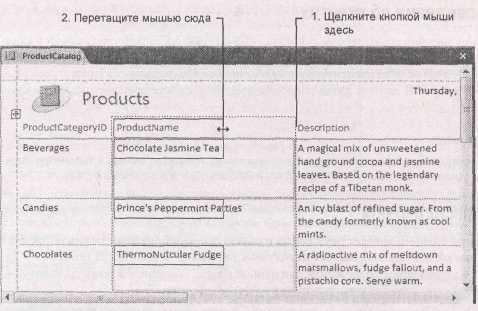 2. Перетащите мышью сюда
1. Щелкните кнопкой мыши
здесь
ProductCatalog
Products
Thursday,
ProductCategoryID
ProductName
Description
Beverages
Chocolate Jasmine Tea
A magical mix of unsweetened
hand ground cocoa and jasmine
leaves. Based on the legendary
recipe of a Tibetan monk.
Candies
Prince's Peppermint Patties
An icy blast of refined sugar. From
the candy formerly known as cool
mints.
Chocolates
ThermoNutcular Fudge
A radioactive mix of meltdown
marsmallows, fudge fallout, and a
pistachio core. Serve warm.